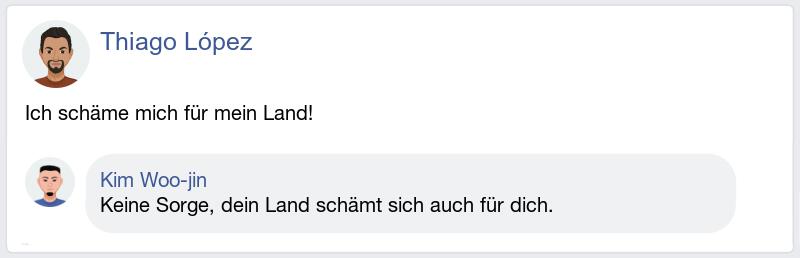 Thiago López
Ich schäme mich für mein Land!
Kim Woo-jin
Keine Sorge, dein Land schämt sich auch für dich.